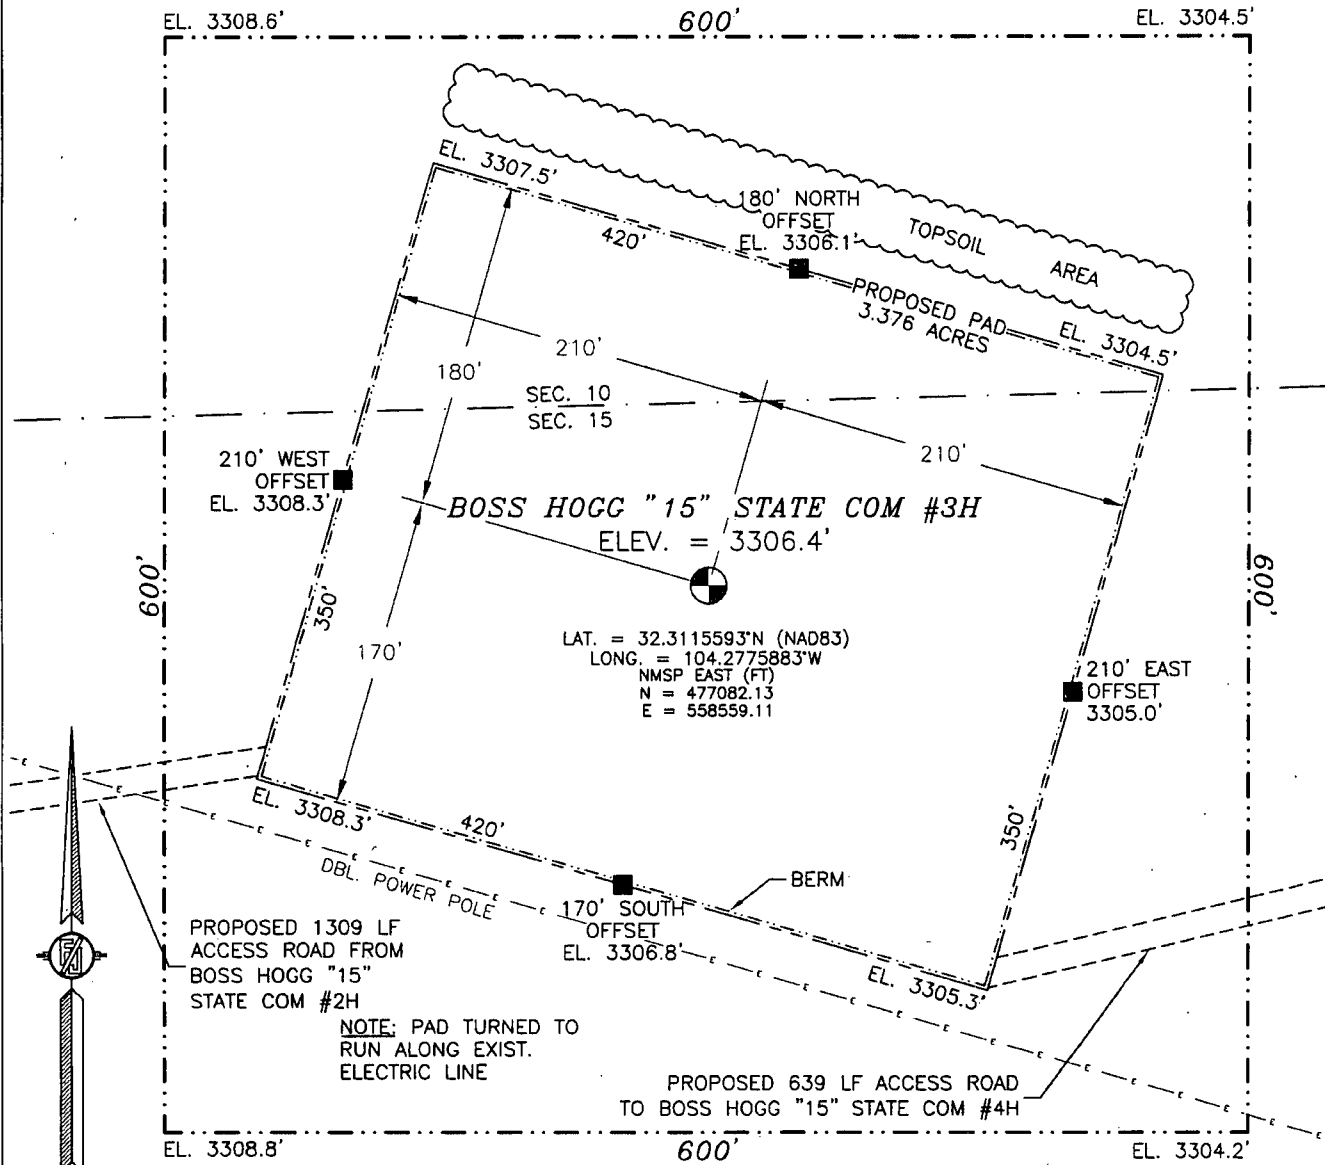 EL. 3308.6'
600'
EL. 3304.5'
EL. 3307.5'
180' NORTH
OFFSET
EL. 3306.1'
420'
TOPSOIL AREA
PROPOSED PAD
3.376 ACRES
EL. 3304.5'
210'
180'
SEC. 10
SEC. 15
210'
210' WEST
OFFSET
EL. 3308.3'
BOSS HOGG "15" STATE COM #3H
ELEV. = 3306.4'
600'
600'
350'
170'
LAT. = 32.3115593°N (NAD83)
LONG. = 104.2775883°W
NMSP EAST (FT)
N = 477082.13
E = 558559.11
210' EAST
OFFSET
3305.0'
EL. 3308.3'
420'
350'
DBL. POWER POLE
BERM
170' SOUTH
OFFSET
EL. 3306.8'
EL. 3305.3'
PROPOSED 1309 LF
ACCESS ROAD FROM
BOSS HOGG "15"
STATE COM #2H
NOTE: PAD TURNED TO
RUN ALONG EXIST.
ELECTRIC LINE
PROPOSED 639 LF ACCESS ROAD
TO BOSS HOGG "15" STATE COM #4H
EL. 3308.8'
600'
EL. 3304.2'